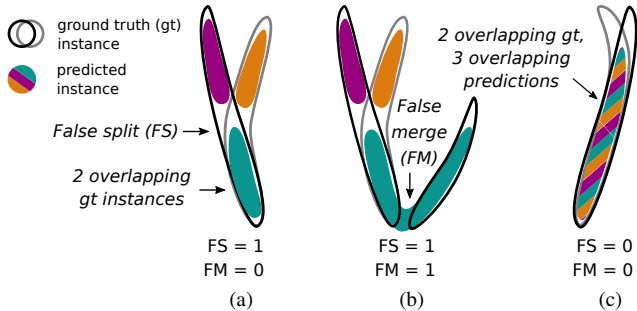 ground truth (gt)
instance
predicted
instance
False split (FS)
2 overlapping
gt instances
FS = 1
FM = 0
(a)
False
merge
(FM)
FS = 1
FM = 1
(b)
2 overlapping gt,
3 overlapping
predictions
FS = 0
FM = 0
(c)